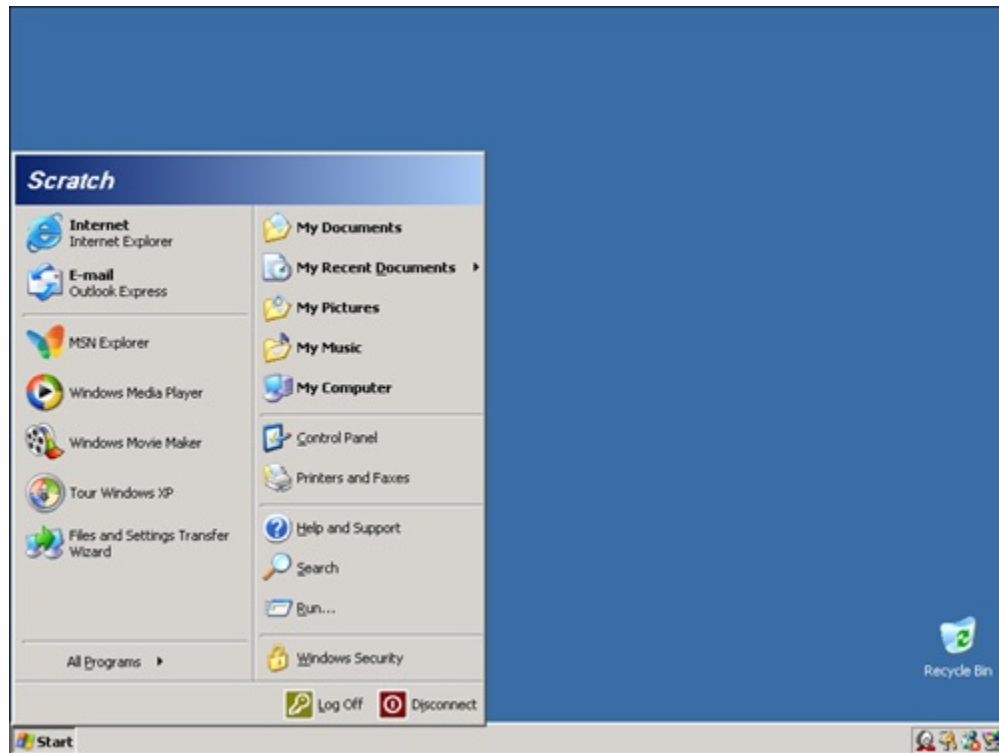 Scratch
Internet
Internet Explorer
E-mail
Outlook Express
MSN Explorer
Windows Media Player
Windows Movie Maker
Tour Windows XP
Files and Settings Transfer
Wizard
All Programs
My Documents
My Recent Documents
My Pictures
My Music
My Computer
Control Panel
Printers and Faxes
Help and Support
Search
Run...
Windows Security
Log Off
Disconnect
Recycle Bin
Start